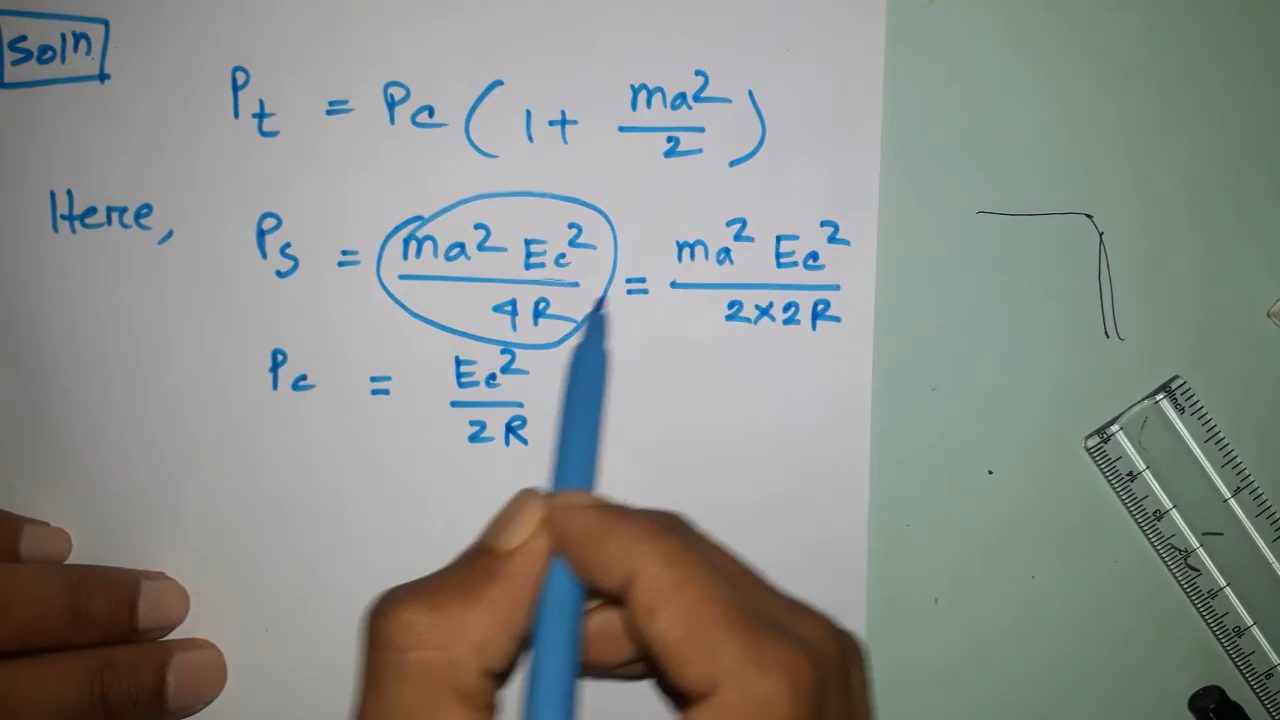 Soln
Pt = Pc ( 1 + ma²/2 )
Here, Ps = ma² Ec²/4R = ma² Ec²/2×2R
Pc = Ec²/2R